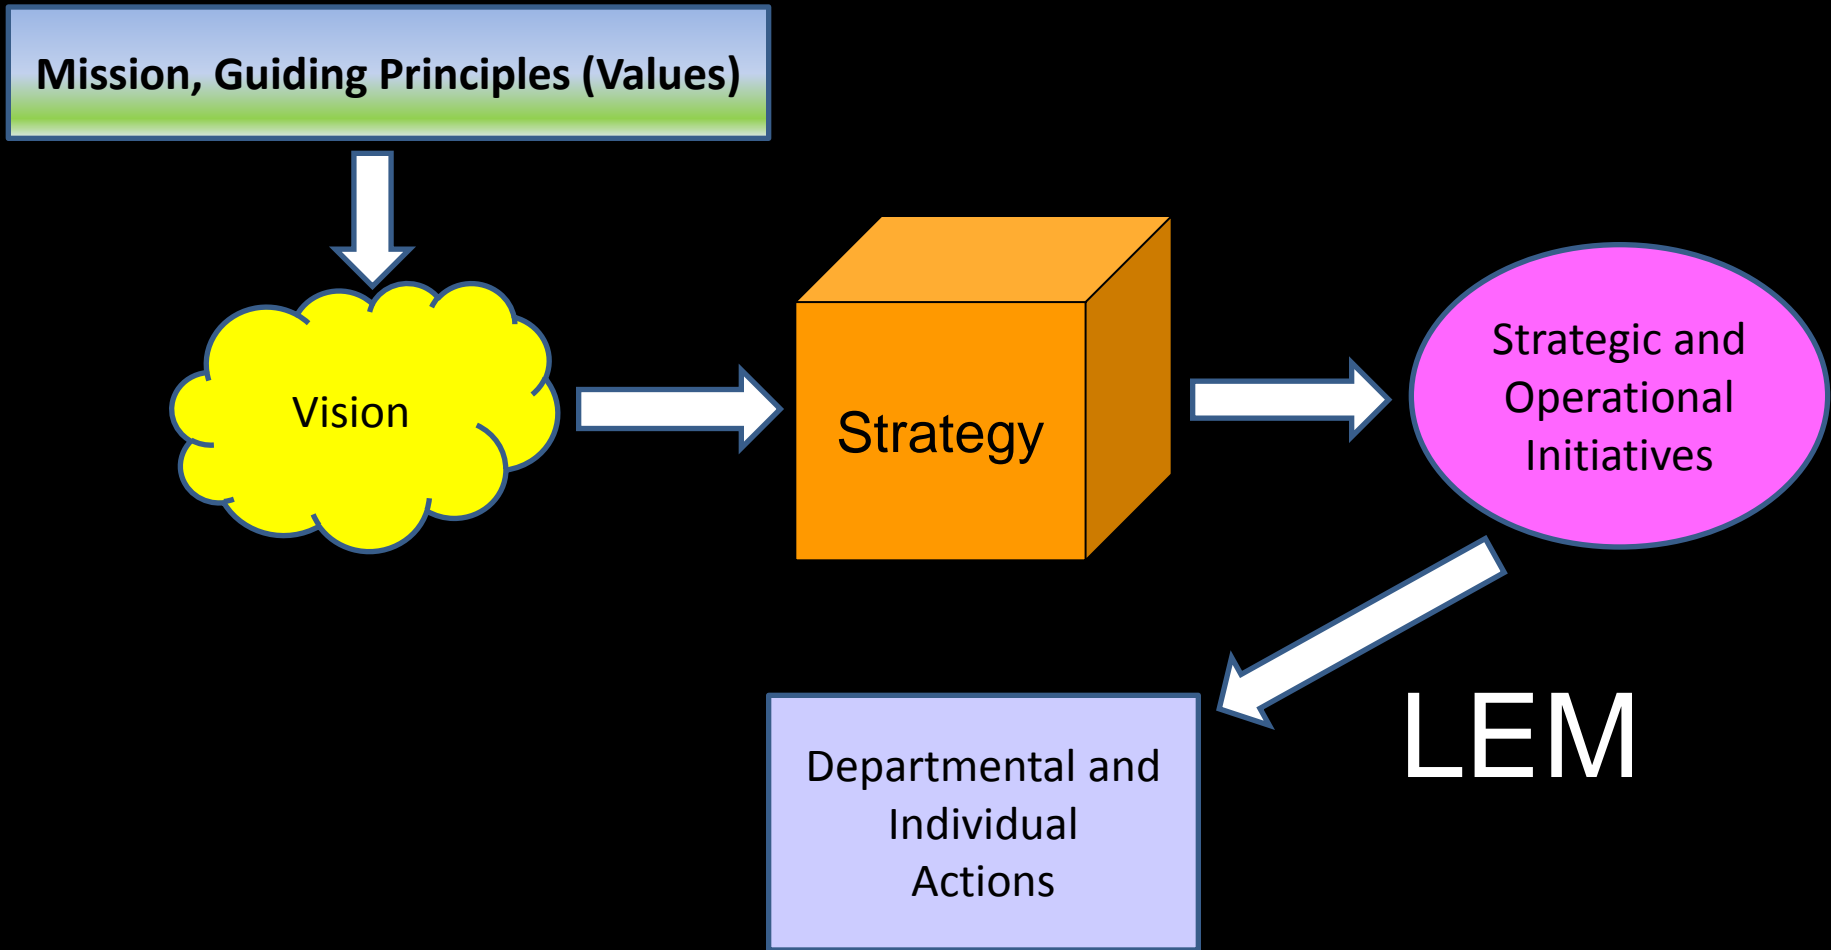 Mission, Guiding Principles (Values)
Vision
Strategy
Strategic and
Operational
Initiatives
LEM
Departmental and
Individual
Actions